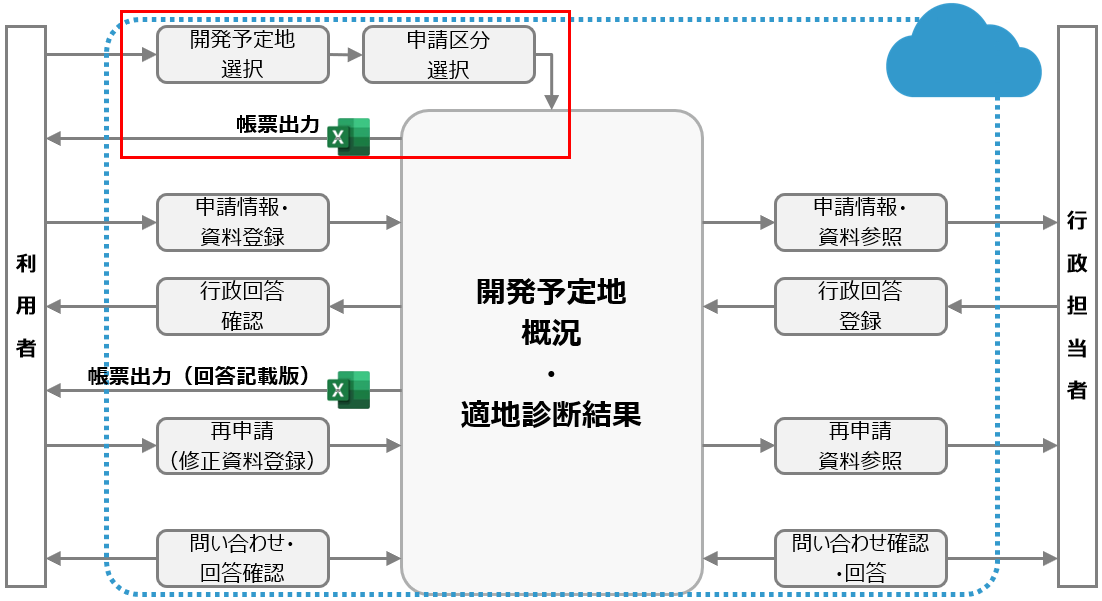 開発予定地
選択
申請区分
選択
帳票出力
申請情報・
資料登録
行政回答
確認
帳票出力（回答記載版）
再申請
（修正資料登録）
問い合わせ・
回答確認
利用者
開発予定地
概況
・
適地診断結果
申請情報・
資料参照
行政回答
登録
再申請
資料参照
問い合わせ確認
・回答
行政担当者